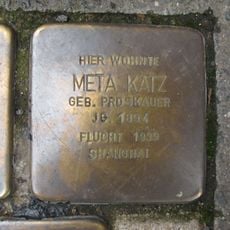 HIER WOHNTE
META KATZ
GEB. PROSKAUER
JG. 1894
FLUCHT 1939
SHANGHAI